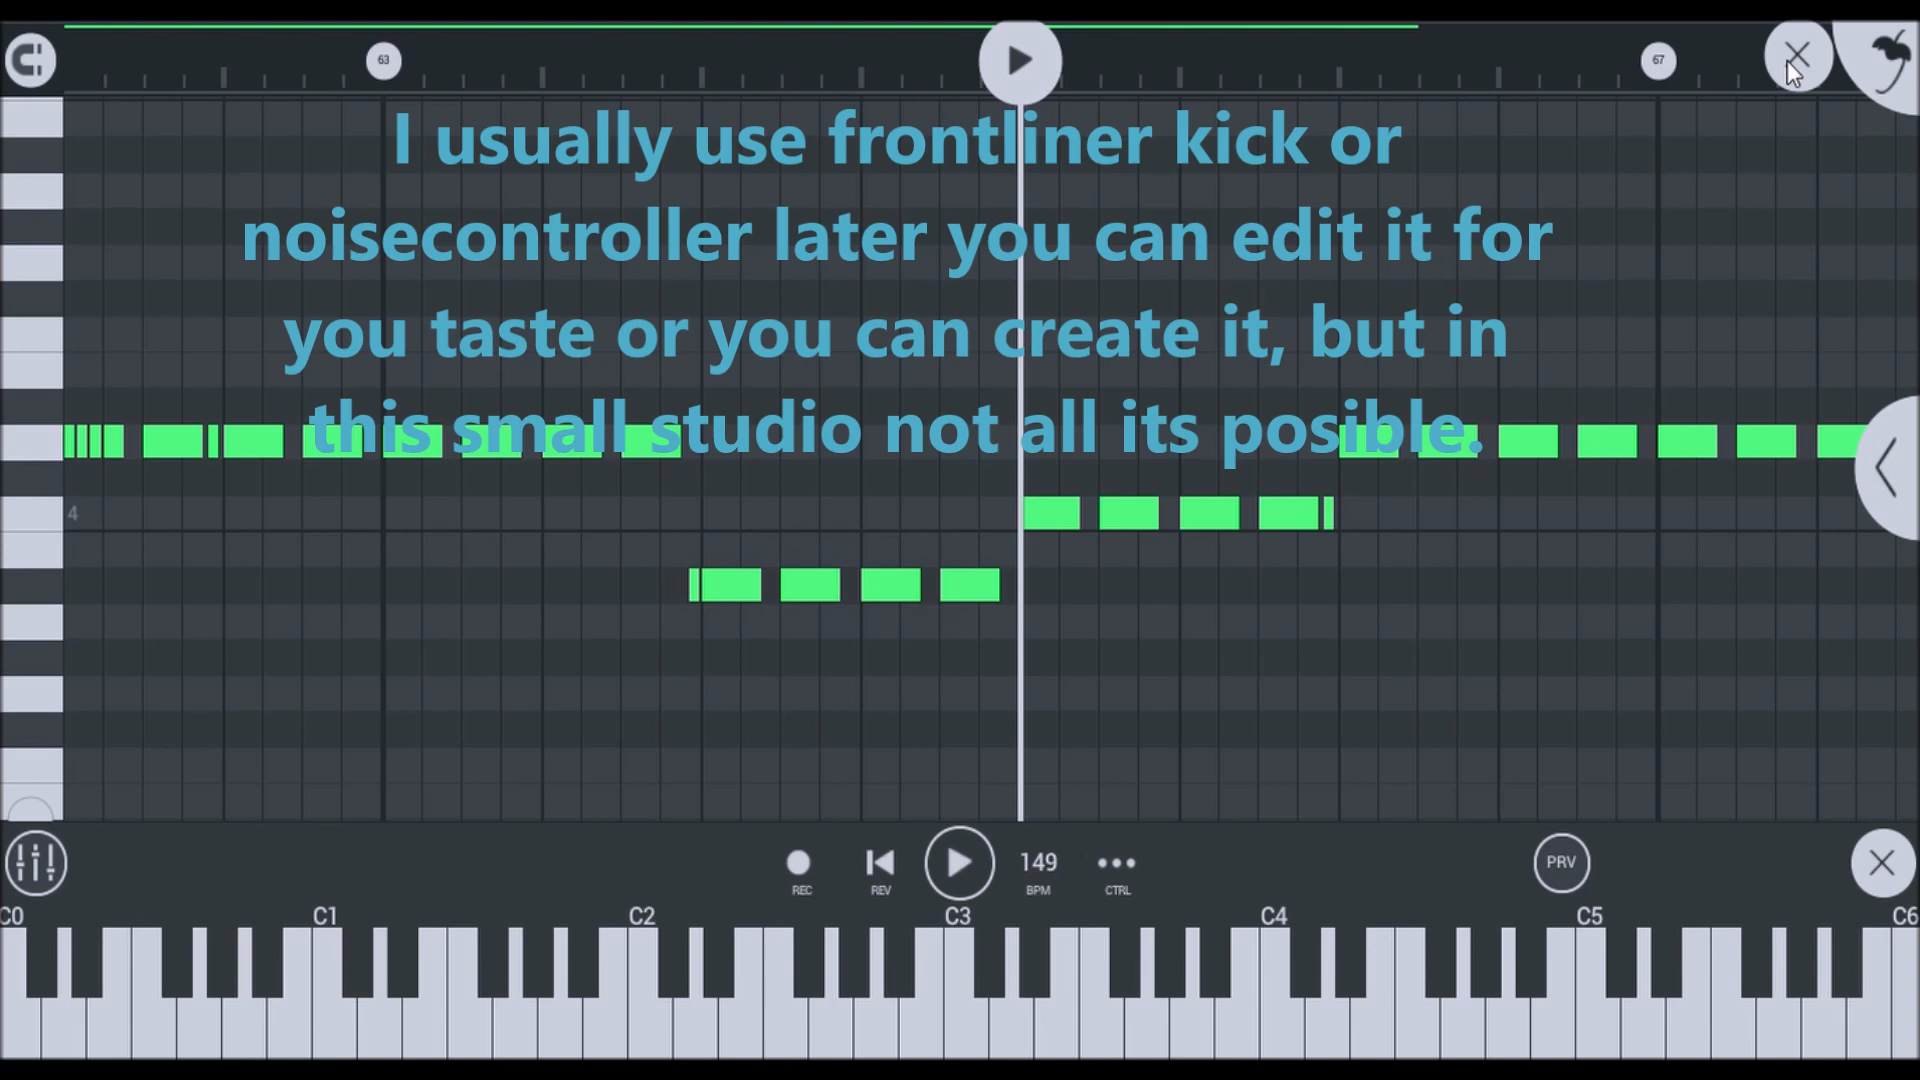 63
67
I usually use frontliner kick or
noisecontroller later you can edit it for
you taste or you can create it, but in
this small studio not all its posible.
4
149
PRV
REC REV BPM CTRL
C0 C1 C2 C3 C4 C5 C6